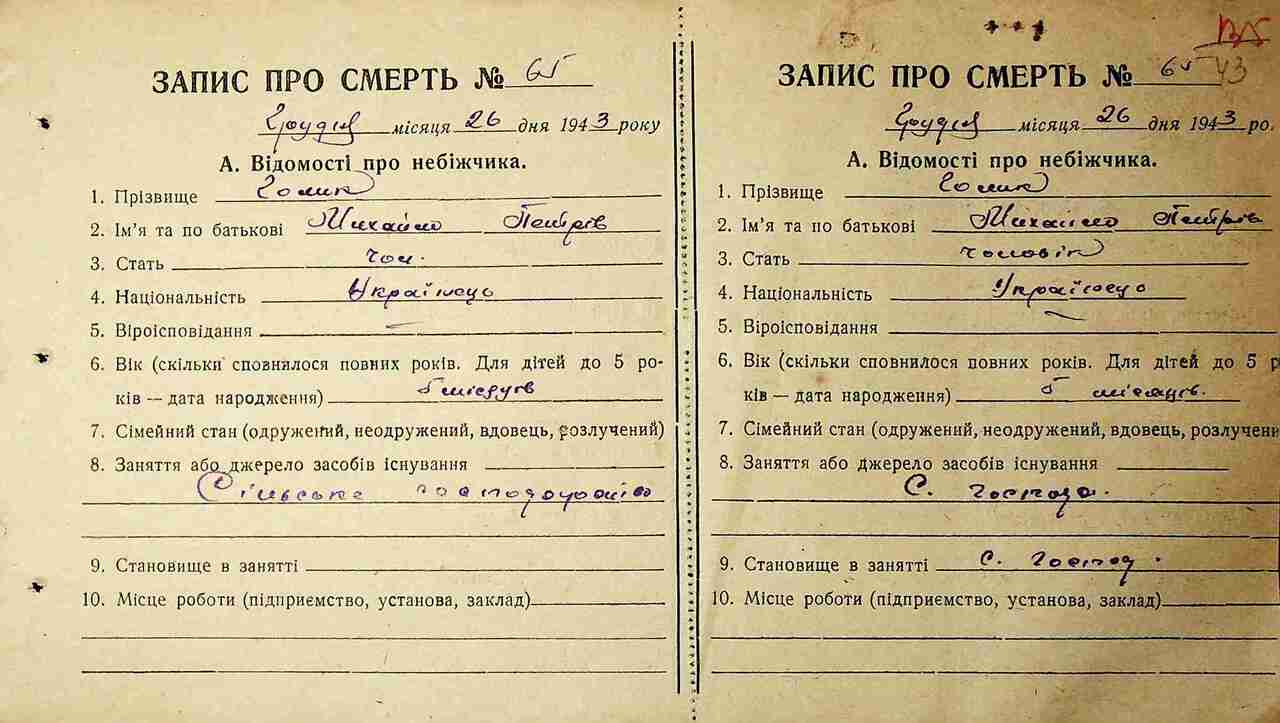 ЗАПИС ПРО СМЕРТЬ № 65
Грудня місяця 26 дня 1943 року
А. Відомості про небіжчика.
1. Прізвище Голик
2. Ім'я та по батькові Михайло Петрів
3. Стать чол.
4. Національність Українець
5. Віроісповідання —
6. Вік (скільки сповнилося повних років. Для дітей до 5 ро-
ків — дата народження) 5 місяців
7. Сімейний стан (одружений, неодружений, вдовець, розлучений)
8. Заняття або джерело засобів існування
Сільське господарство
9. Становище в занятті
10. Місце роботи (підприємство, установа, заклад)
ЗАПИС ПРО СМЕРТЬ № 65
43
Грудня місяця 26 дня 1943 ро.
А. Відомості про небіжчика.
1. Прізвище Голик
2. Ім'я та по батькові Михайло Петрів
3. Стать чоловік
4. Національність Українець
5. Віроісповідання —
6. Вік (скільки сповнилося повних років. Для дітей до 5 р
ків — дата народження) 5 місяців.
7. Сімейний стан (одружений, неодружений, вдовець, розлучени
8. Заняття або джерело засобів існування
С. Господ.
9. Становище в занятті С. Господ.
10. Місце роботи (підприємство, установа, заклад)